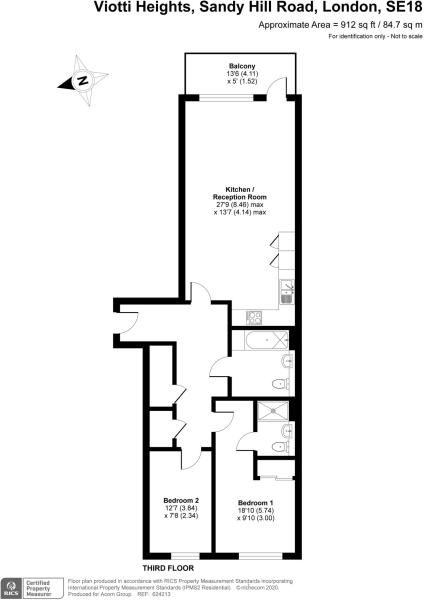 Viotti Heights, Sandy Hill Road, London, SE18
Approximate Area = 912 sq ft / 84.7 sq m
For identification only - Not to scale
N
Balcony
13'6 (4.11)
x 5' (1.52)
Kitchen /
Reception Room
27'9 (8.46) max
x 13'7 (4.14) max
Bedroom 2
12'7 (3.84)
x 7'8 (2.34)
Bedroom 1
18'10 (5.74)
x 9'10 (3.00)
THIRD FLOOR
RICS
Certified
Property
Measurer
Floor plan produced in accordance with RICS Property Measurement Standards incorporating
International Property Measurement Standards (IPMS2 Residential). ©nichecom 2020.
Produced for Acorn Group. REF: 624213